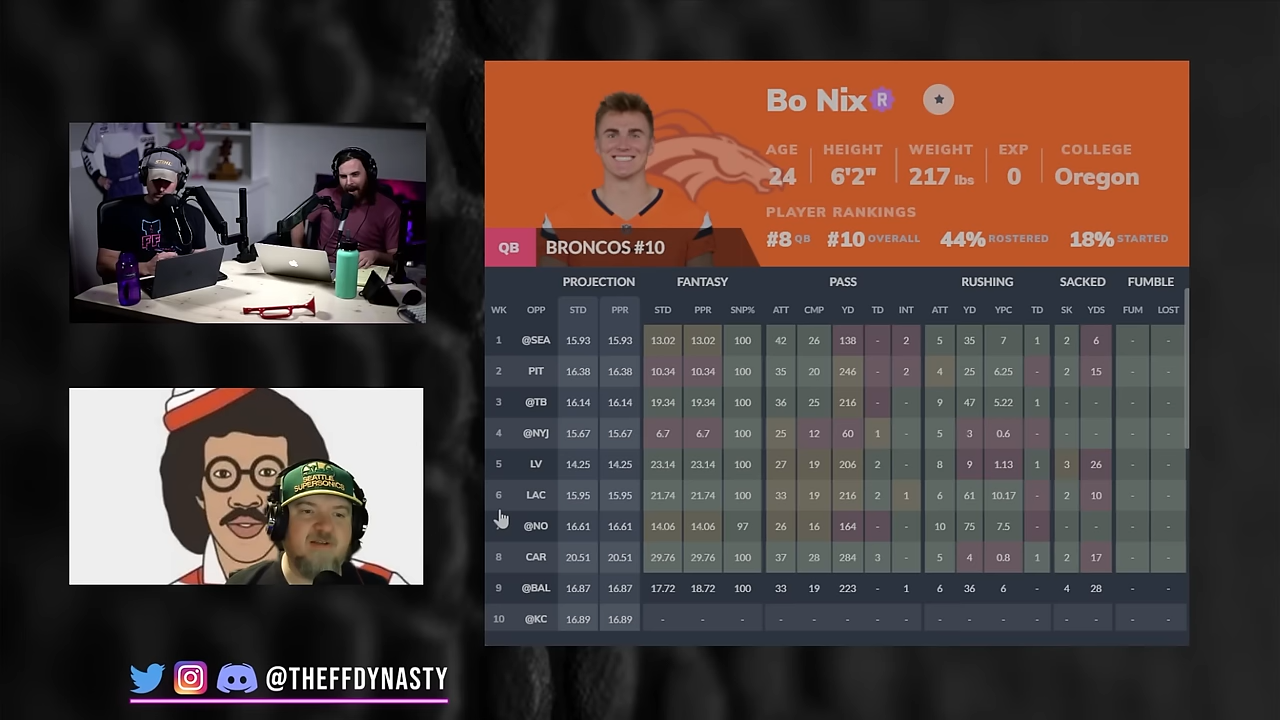 Bo Nix R
AGE HEIGHT WEIGHT EXP COLLEGE
24 6'2" 217 lbs 0 Oregon
PLAYER RANKINGS
#8 QB #10 OVERALL 44% ROSTERED 18% STARTED
QB BRONCOS #10
PROJECTION FANTASY PASS RUSHING SACKED FUMBLE
WK OPP STD PPR STD PPR SNP% ATT CMP YD TD INT ATT YD YPC TD SK YDS FUM LOST
1 @SEA 15.93 15.93 13.02 13.02 100 42 26 138 - 2 5 35 7 1 2 6 - -
2 PIT 16.38 16.38 10.34 10.34 100 35 20 246 - 2 4 25 6.25 - 2 15 - -
3 @TB 16.14 16.14 19.34 19.34 100 36 25 216 - - 9 47 5.22 1 - - - -
4 @NYJ 15.67 15.67 6.7 6.7 100 25 12 60 1 - 5 3 0.6 - - - - -
5 LV 14.25 14.25 23.14 23.14 100 27 19 206 2 - 8 9 1.13 1 3 26 - -
6 LAC 15.95 15.95 21.74 21.74 100 33 19 216 2 1 6 61 10.17 - 2 10 - -
@NO 16.61 16.61 14.06 14.06 97 26 16 164 - - 10 75 7.5 - - - - -
8 CAR 20.51 20.51 29.76 29.76 100 37 28 284 3 - 5 4 0.8 1 2 17 - -
9 @BAL 16.87 16.87 17.72 18.72 100 33 19 223 - 1 6 36 6 - 4 28 - -
10 @KC 16.89 16.89 - - - - - - - - - - - - - - - -
STIHL
SEATTLE
SUPERSONICS
@THEFFDYNASTY